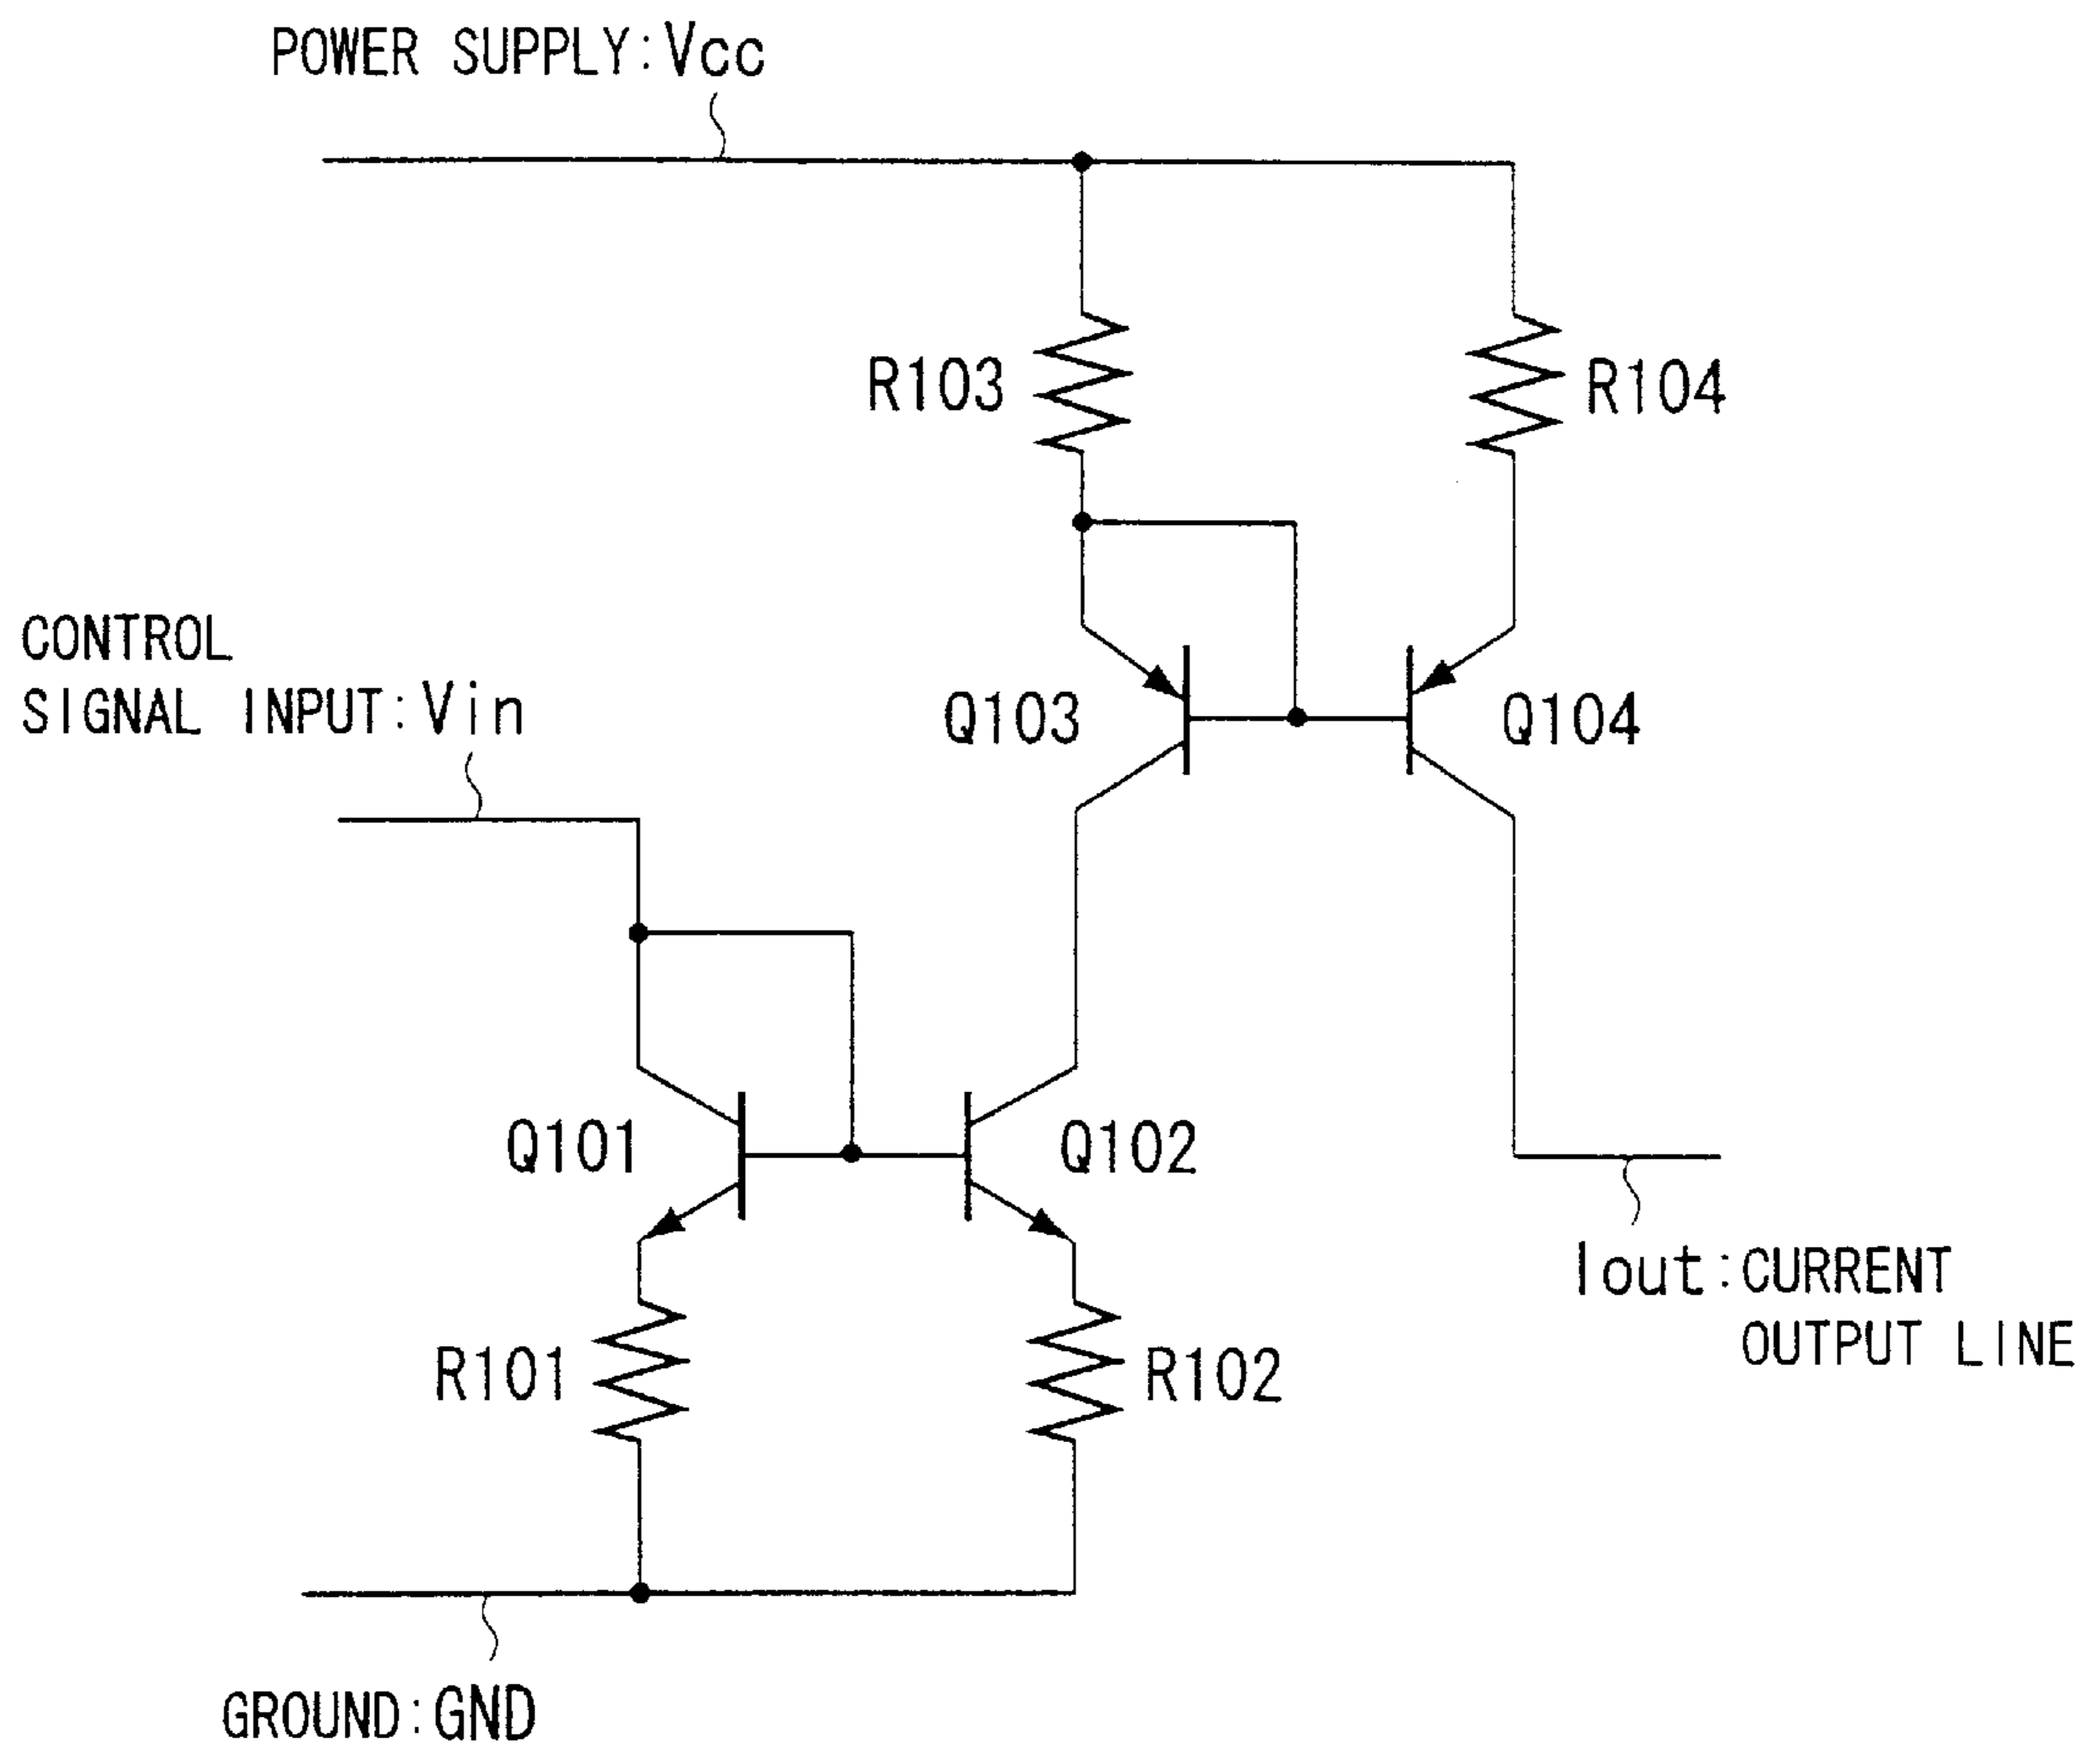 POWER SUPPLY:Vcc
R103
R104
CONTROL
SIGNAL INPUT:Vin
Q103
Q104
Q101
Q102
Iout:CURRENT
OUTPUT LINE
R101
R102
GROUND:GND